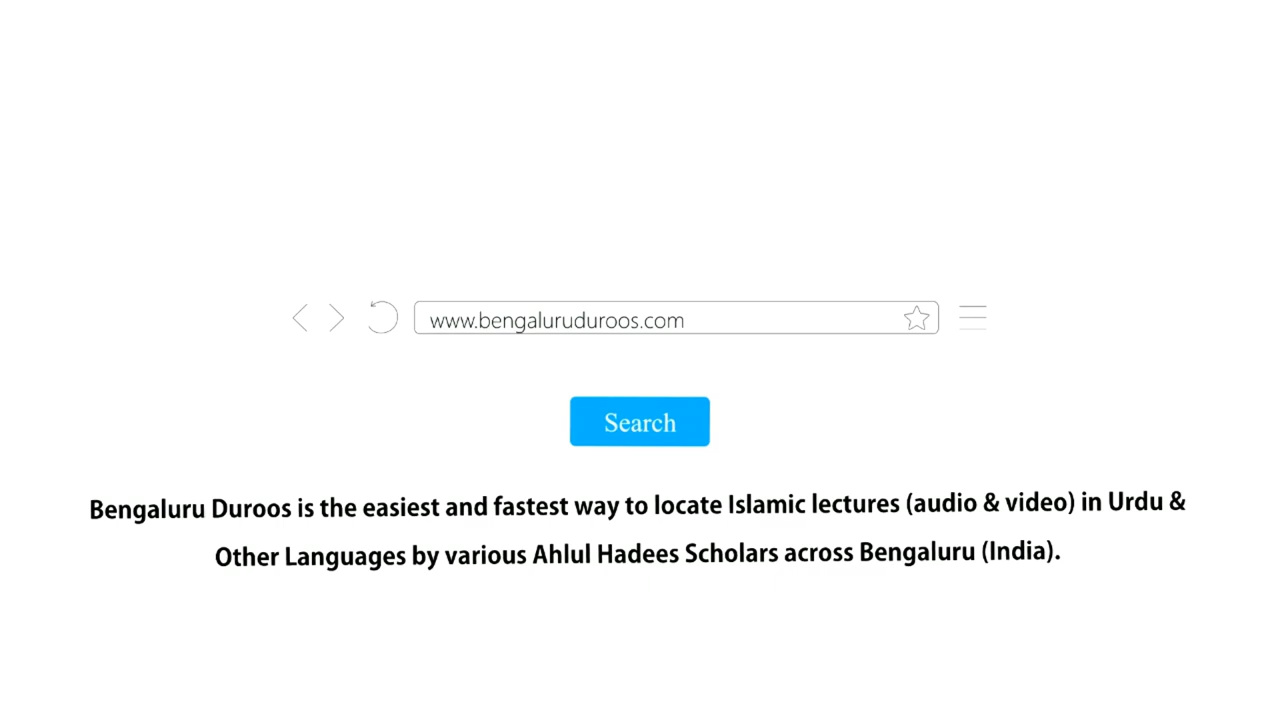 www.bengaluruduroos.com
Search
Bengaluru Duroos is the easiest and fastest way to locate Islamic lectures (audio & video) in Urdu &
Other Languages by various Ahlul Hadees Scholars across Bengaluru (India).